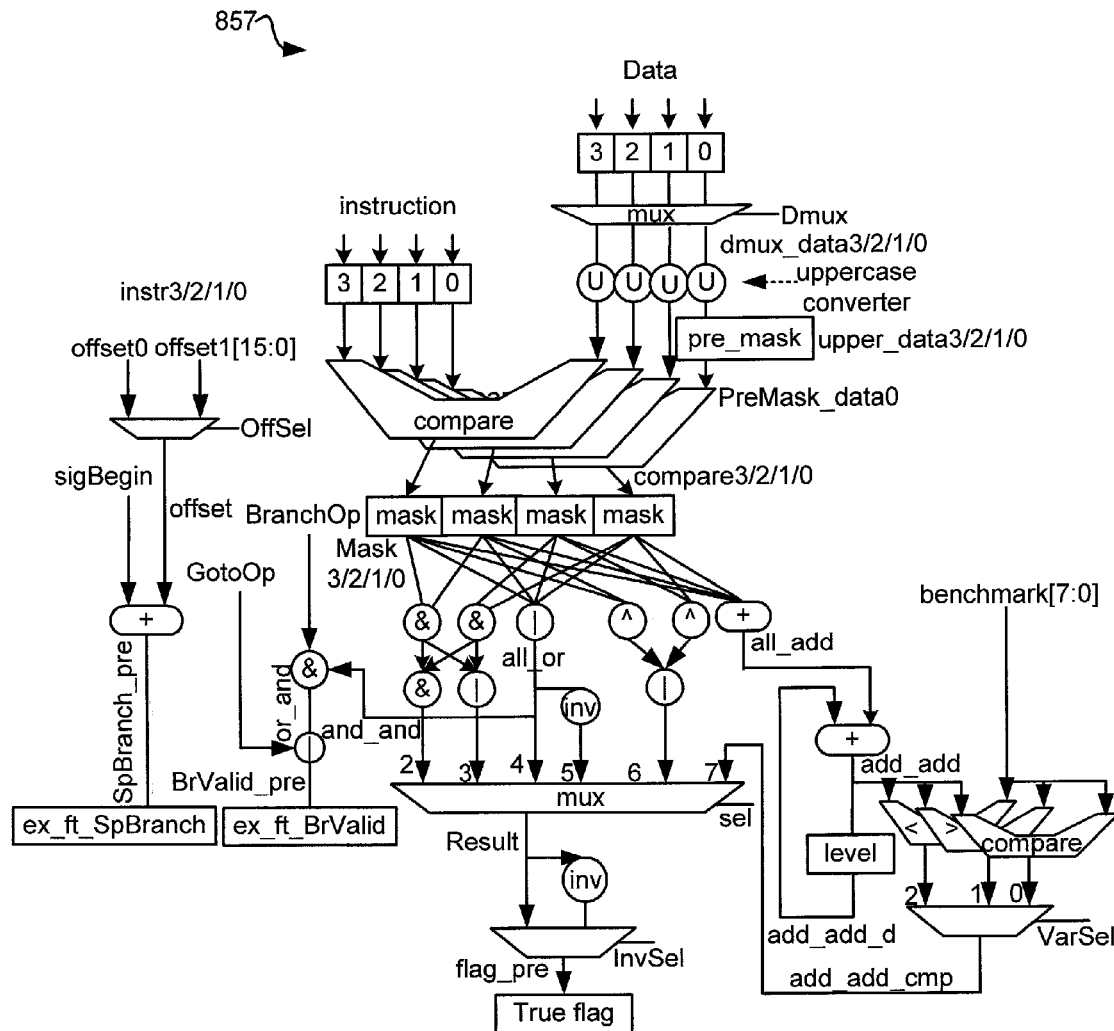 857
Data
3 2 1 0
mux
Dmux
instruction
dmux_data3/2/1/0
3 2 1 0
U U U U
uppercase
converter
instr3/2/1/0
pre_mask
upper_data3/2/1/0
offset0 offset1[15:0]
PreMask_data0
compare
OffSel
compare3/2/1/0
sigBegin
offset
BranchOp
mask mask mask mask
Mask
3/2/1/0
GotoOp
benchmark[7:0]
+
& & | ^ ^ +
all_or
all_add
SpBranch_pre
or_and
&
& | |
inv
and_and
|
+
BrValid_pre
add_add
2 3 4 5 6 7
mux
sel
ex_ft_SpBranch
ex_ft_BrValid
< >
compare
Result
level
inv
2 1 0
VarSel
add_add_d
InvSel
flag_pre
add_add_cmp
True flag